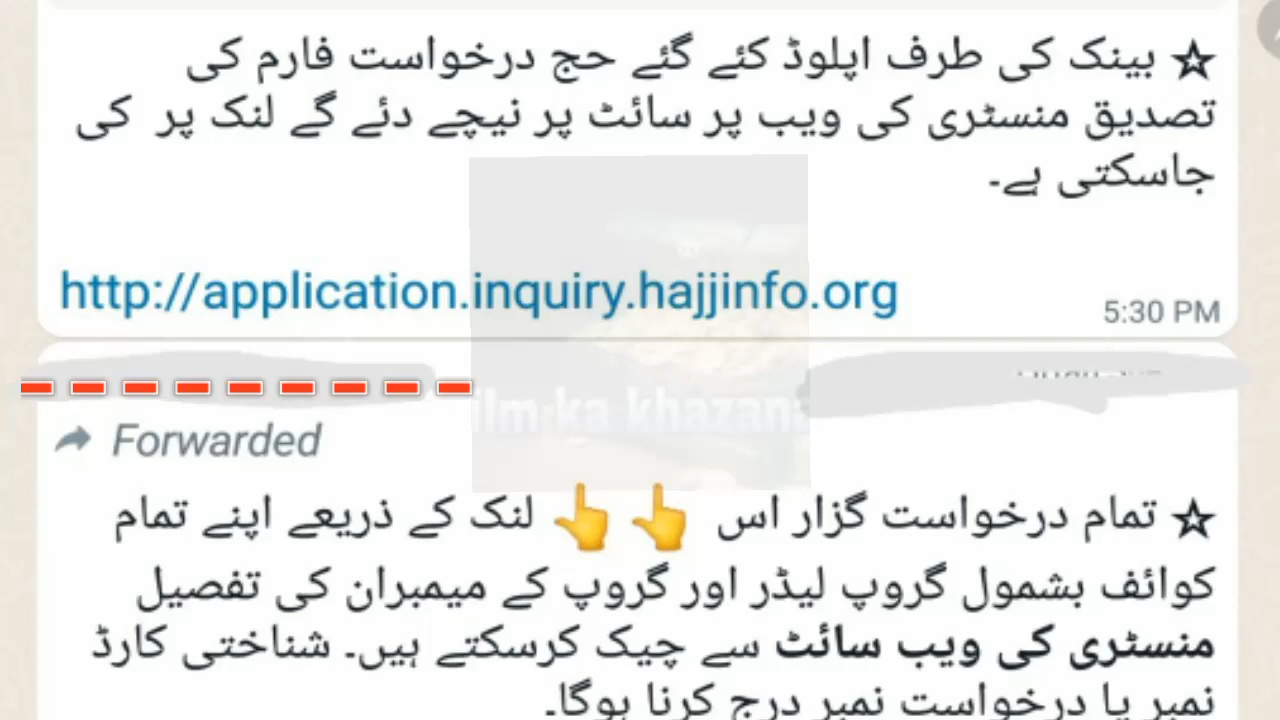 ☆ بینک کی طرف اپلوڈ کئے گئے حج درخواست فارم کی
تصدیق منسٹری کی ویب پر سائٹ پر نیچے دئے گے لنک پر کی
جاسکتی ہے۔
http://application.inquiry.hajjinfo.org
5:30 PM
ilm ka khazana
Forwarded
☆ تمام درخواست گزار اس 👆👆 لنک کے ذریعے اپنے تمام
کوائف بشمول گروپ لیڈر اور گروپ کے میمبران کی تفصیل
منسٹری کی ویب سائٹ سے چیک کرسکتے ہیں۔ شناختی کارڈ
نمبر یا درخواست نمبر درج کرنا ہوگا۔